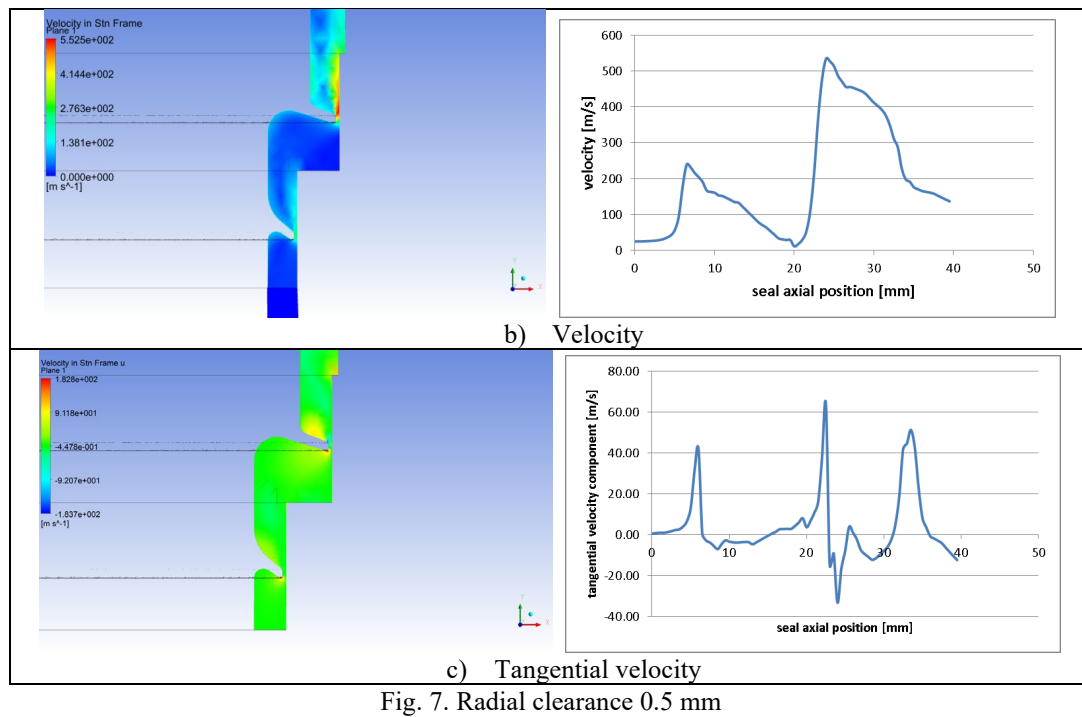 Velocity in Stn Frame
Plane 1
5.525e+002
4.144e+002
2.763e+002
1.381e+002
0.000e+000
[m s^-1]
Y
X
velocity [m/s]
600
500
400
300
200
100
0
0 10 20 30 40 50
seal axial position [mm]
b) Velocity
Velocity in Stn Frame u
Plane 1
1.828e+002
9.118e+001
-4.478e-001
-9.207e+001
-1.837e+002
[m s^-1]
Y
X
tangential velocity component [m/s]
80.00
60.00
40.00
20.00
0.00
-20.00
-40.00
0 10 20 30 40 50
seal axial position [mm]
c) Tangential velocity
Fig. 7. Radial clearance 0.5 mm